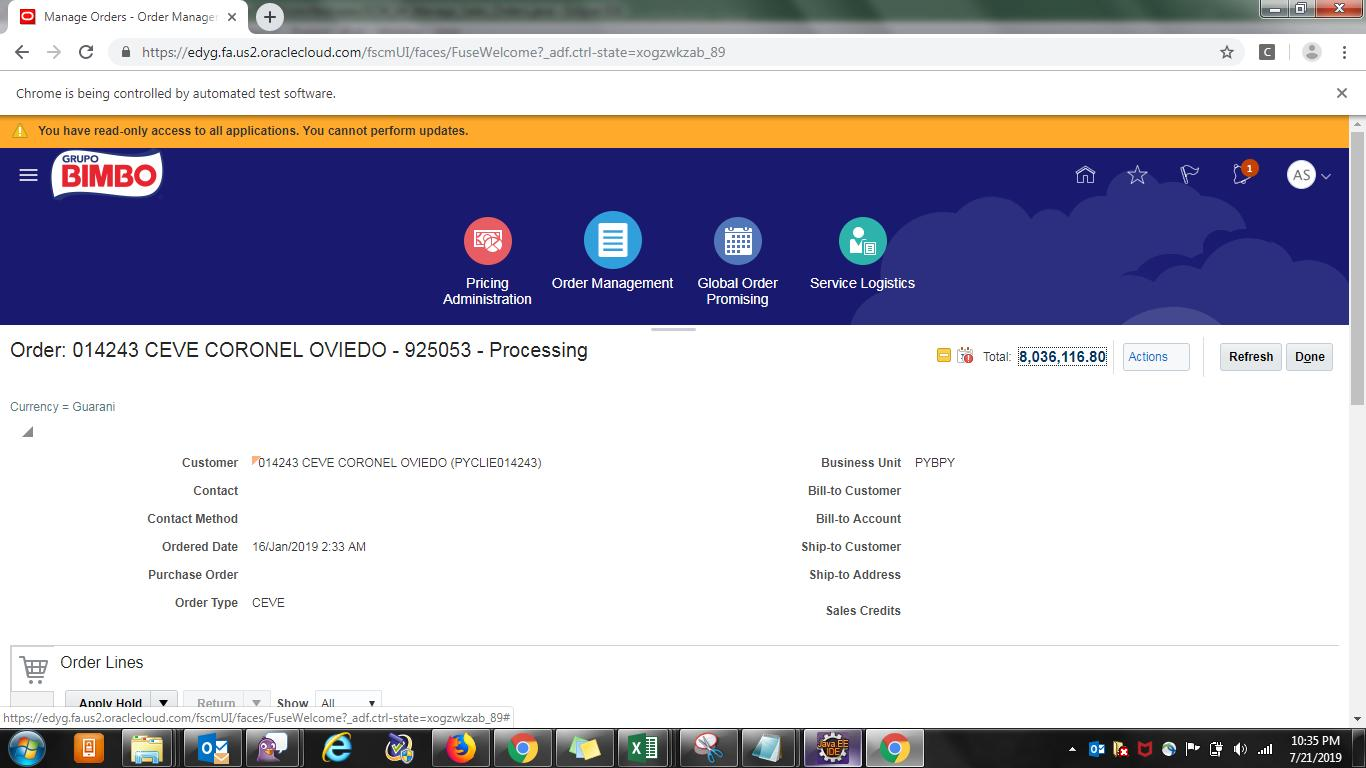 Manage Orders - Order Manager
https://edyg.fa.us2.oraclecloud.com/fscmUI/faces/FuseWelcome?_adf.ctrl-state=xogzwkzab_89
C
Chrome is being controlled by automated test software.
You have read-only access to all applications. You cannot perform updates.
GRUPO
BIMBO
1
AS
Pricing Administration
Order Management
Global Order Promising
Service Logistics
Order: 014243 CEVE CORONEL OVIEDO - 925053 - Processing
Total: 8,036,116.80
Actions
Refresh
Done
Currency = Guarani
Customer 014243 CEVE CORONEL OVIEDO (PYCLIE014243)
Contact
Contact Method
Ordered Date 16/Jan/2019 2:33 AM
Purchase Order
Order Type CEVE
Business Unit PYBPY
Bill-to Customer
Bill-to Account
Ship-to Customer
Ship-to Address
Sales Credits
Order Lines
Apply Hold
Return
Show All
https://edyg.fa.us2.oraclecloud.com/fscmUI/faces/FuseWelcome?_adf.ctrl-state=xogzwkzab_89#
Java EE
IDE
10:35 PM
7/21/2019